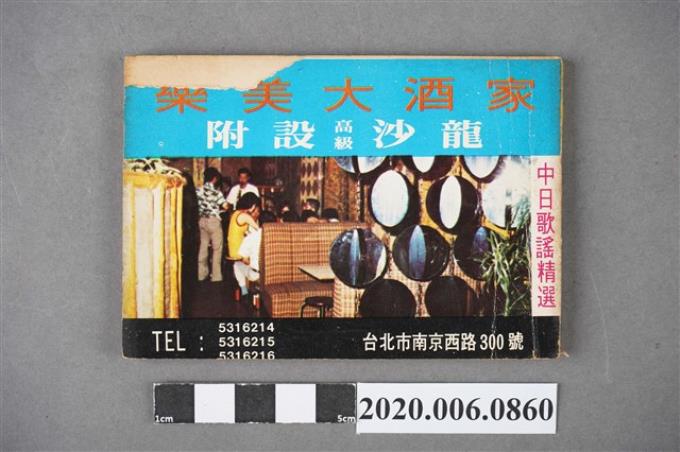 樂美大酒家
附設高級沙龍
中日歌謠精選
TEL : 5316214
5316215
5316216
台北市南京西路300號
1cm 5cm
2020.006.0860